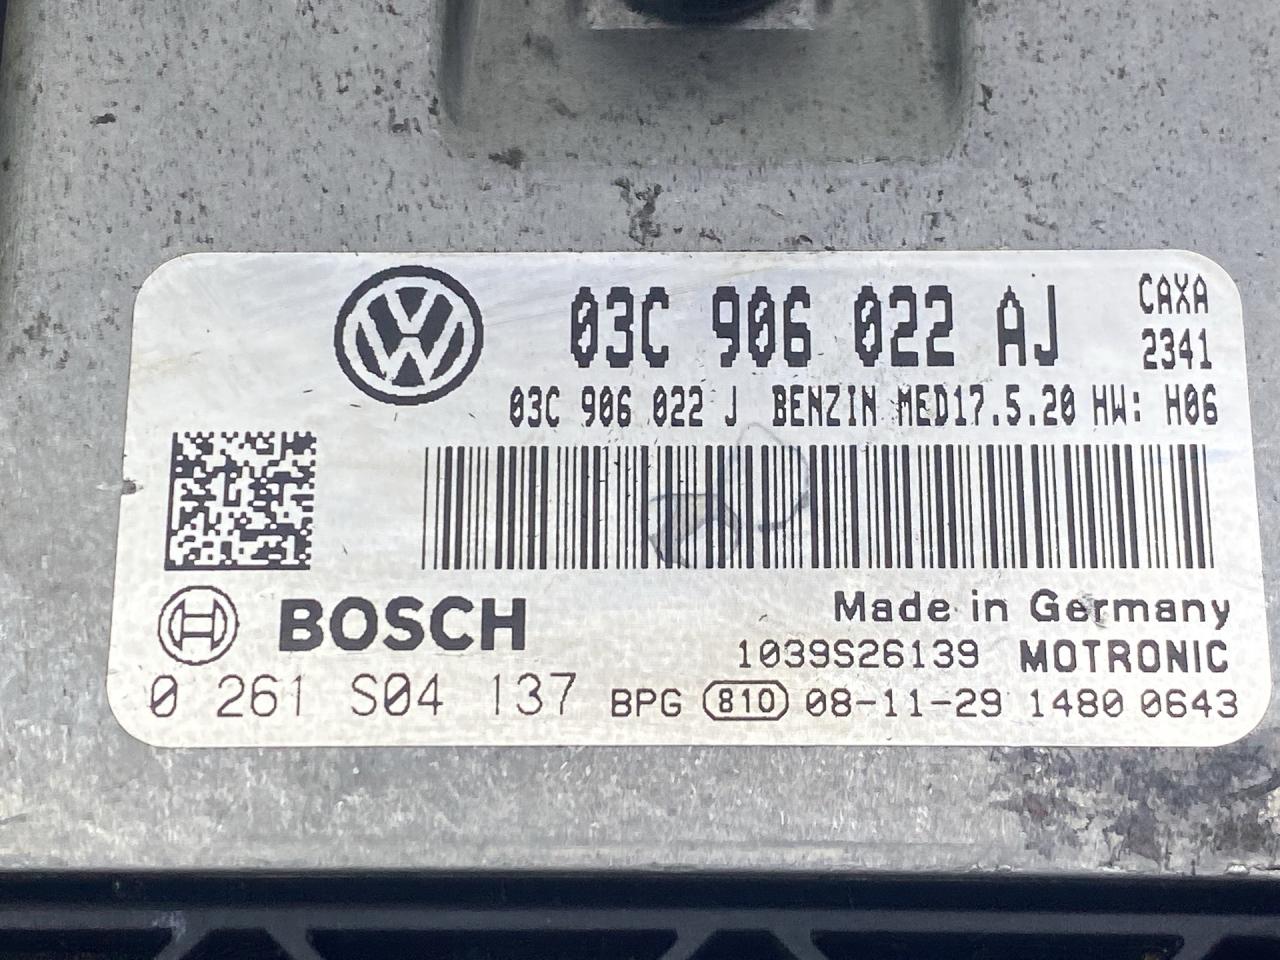 03C 906 022 AJ CAXA
2341
03C 906 022 J BENZIN MED17.5.20 HW: H06
BOSCH
Made in Germany
1039S26139 MOTRONIC
0 261 S04 137 BPG 810 08-11-29 1480 0643